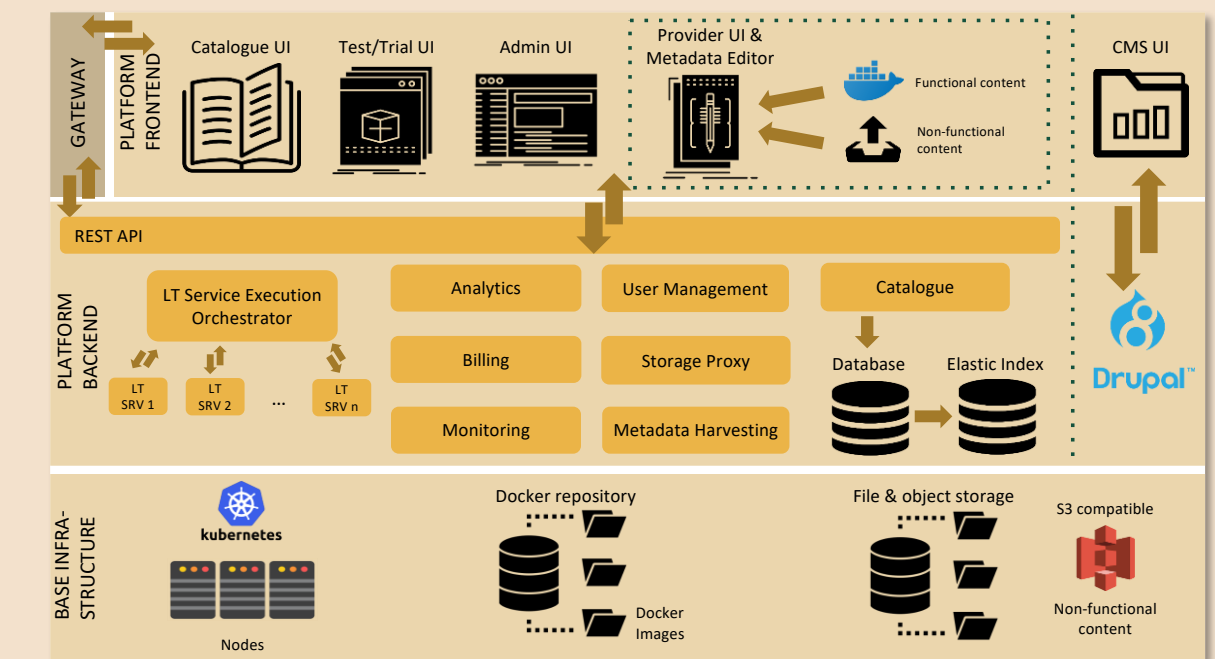 GATEWAY
PLATFORM
FRONTEND
Catalogue UI
Test/Trial UI
Admin UI
Provider UI &
Metadata Editor
Functional content
Non-functional
content
CMS UI
REST API
PLATFORM
BACKEND
LT Service Execution
Orchestrator
LT
SRV 1
LT
SRV 2
...
LT
SRV n
Analytics
User Management
Catalogue
Billing
Storage Proxy
Database
Elastic Index
Monitoring
Metadata Harvesting
Drupal™
BASE INFRA-
STRUCTURE
kubernetes
Nodes
Docker repository
Docker
Images
File & object storage
S3 compatible
Non-functional
content